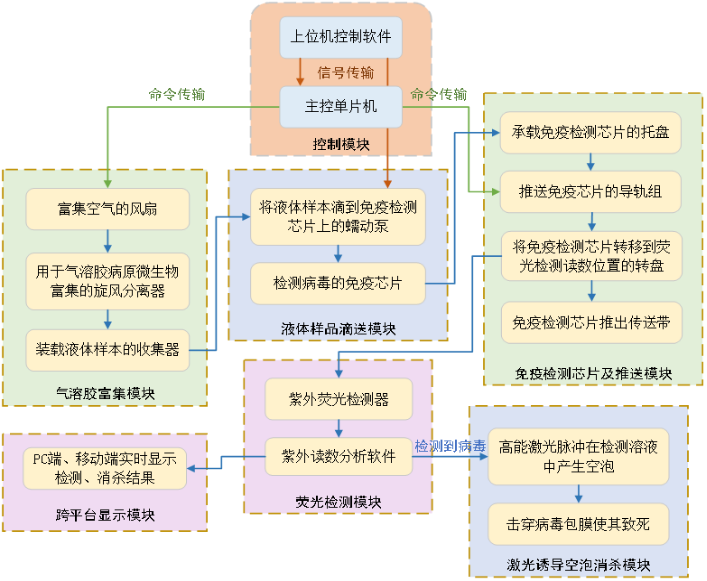 上位机控制软件
信号传输
主控单片机
控制模块
命令传输
命令传输
富集空气的风扇
用于气溶胶病原微生物
富集的旋风分离器
装载液体样本的收集器
气溶胶富集模块
将液体样本滴到免疫检测
芯片上的蠕动泵
检测病毒的免疫芯片
液体样品滴送模块
承载免疫检测芯片的托盘
推送免疫芯片的导轨组
将免疫检测芯片转移到荧
光检测读数位置的转盘
免疫检测芯片推出传送带
免疫检测芯片及推送模块
紫外荧光检测器
紫外读数分析软件
荧光检测模块
PC端、移动端实时显示
检测、消杀结果
跨平台显示模块
检测到病毒
高能激光脉冲在检测溶液
中产生空泡
击穿病毒包膜使其致死
激光诱导空泡消杀模块